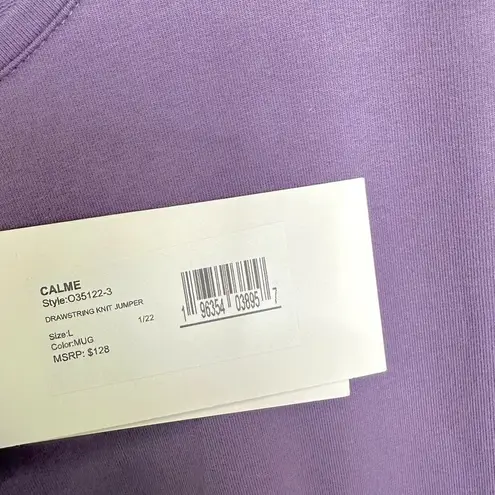 CALME
Style:O35122-3
DRAWSTRING KNIT JUMPER
1/22
Size:L
Color:MUG
MSRP: $128
1 96354 03895 7